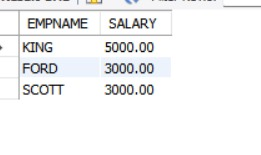 EMPNAME SALARY
KING 5000.00
FORD 3000.00
SCOTT 3000.00